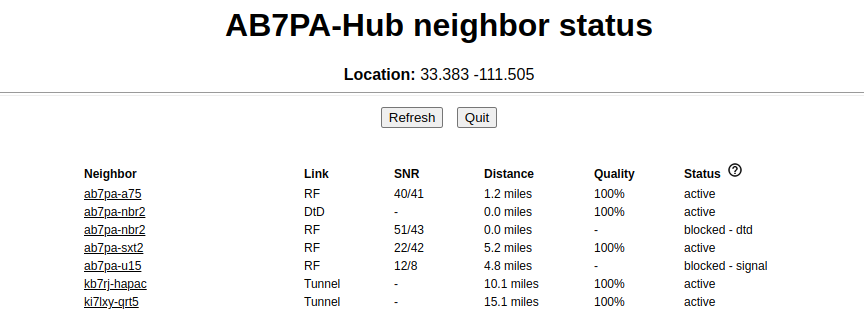 AB7PA-Hub neighbor status
Location: 33.383 -111.505
Refresh Quit
Neighbor Link SNR Distance Quality Status ?
ab7pa-a75 RF 40/41 1.2 miles 100% active
ab7pa-nbr2 DtD - 0.0 miles 100% active
ab7pa-nbr2 RF 51/43 0.0 miles - blocked - dtd
ab7pa-sxt2 RF 22/42 5.2 miles 100% active
ab7pa-u15 RF 12/8 4.8 miles - blocked - signal
kb7rj-hapac Tunnel - 10.1 miles 100% active
ki7lxy-qrt5 Tunnel - 15.1 miles 100% active